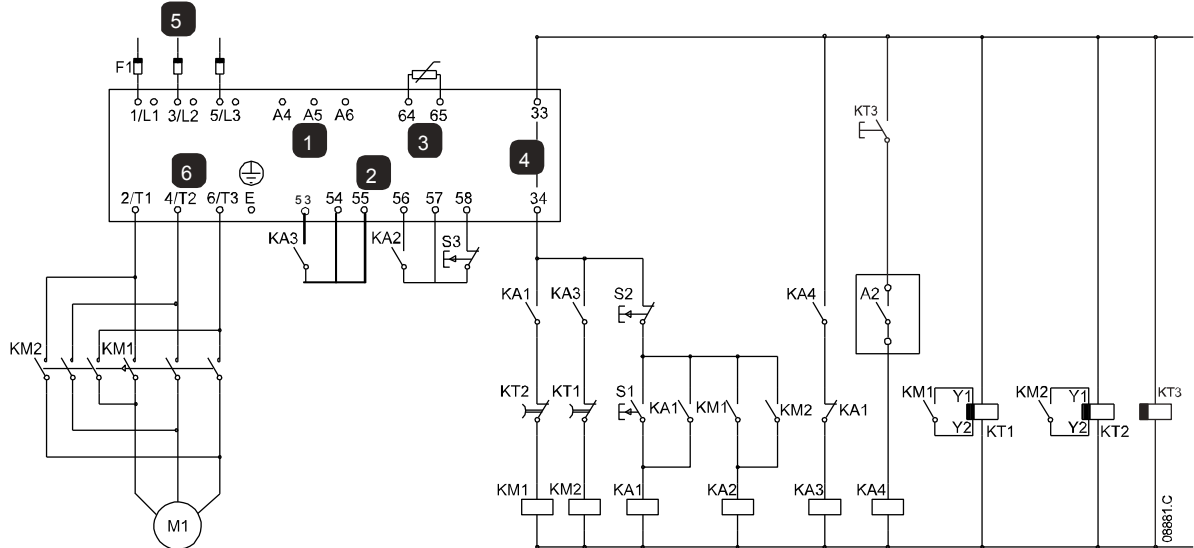 5
F1
1/L1 3/L2 5/L3 A4 A5 A6 64 65 33
1 3 4
6 2
2/T1 4/T2 6/T3 E 53 54 55 56 57 58 34
KA3 KA2 S3
KT3
KA1 KA3 S2 KA4 A2
KM2 KM1
KT2 KT1 S1 KA1 KM1 KM2 KA1 KM1 Y1 Y2 KT1 KM2 Y1 Y2 KT2 KT3
KM1 KM2 KA1 KA2 KA3 KA4
M1
08881.C